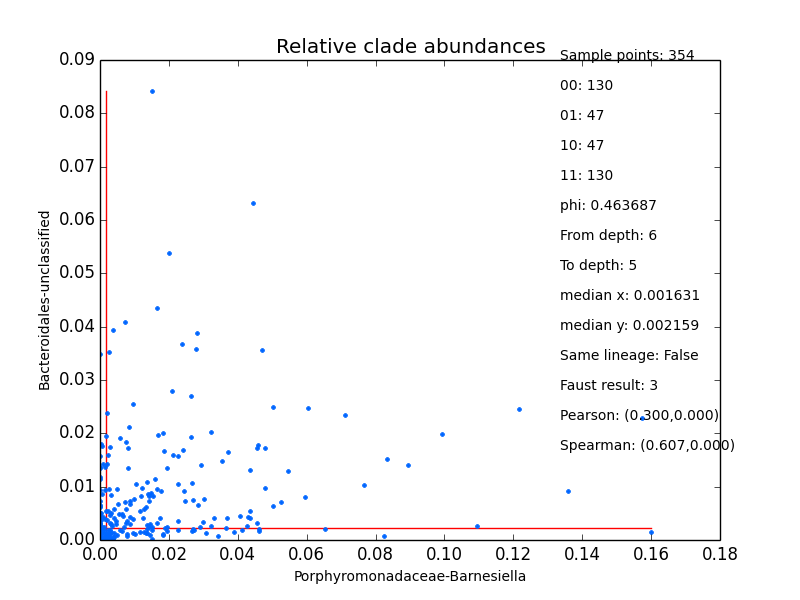 Relative clade abundances
Sample points: 354
00: 130
01: 47
10: 47
11: 130
phi: 0.463687
From depth: 6
To depth: 5
median x: 0.001631
median y: 0.002159
Same lineage: False
Faust result: 3
Pearson: (0.300,0.000)
Spearman: (0.607,0.000)
Bacteroidales-unclassified
0.09
0.08
0.07
0.06
0.05
0.04
0.03
0.02
0.01
0.00
0.00 0.02 0.04 0.06 0.08 0.10 0.12 0.14 0.16 0.18
Porphyromonadaceae-Barnesiella